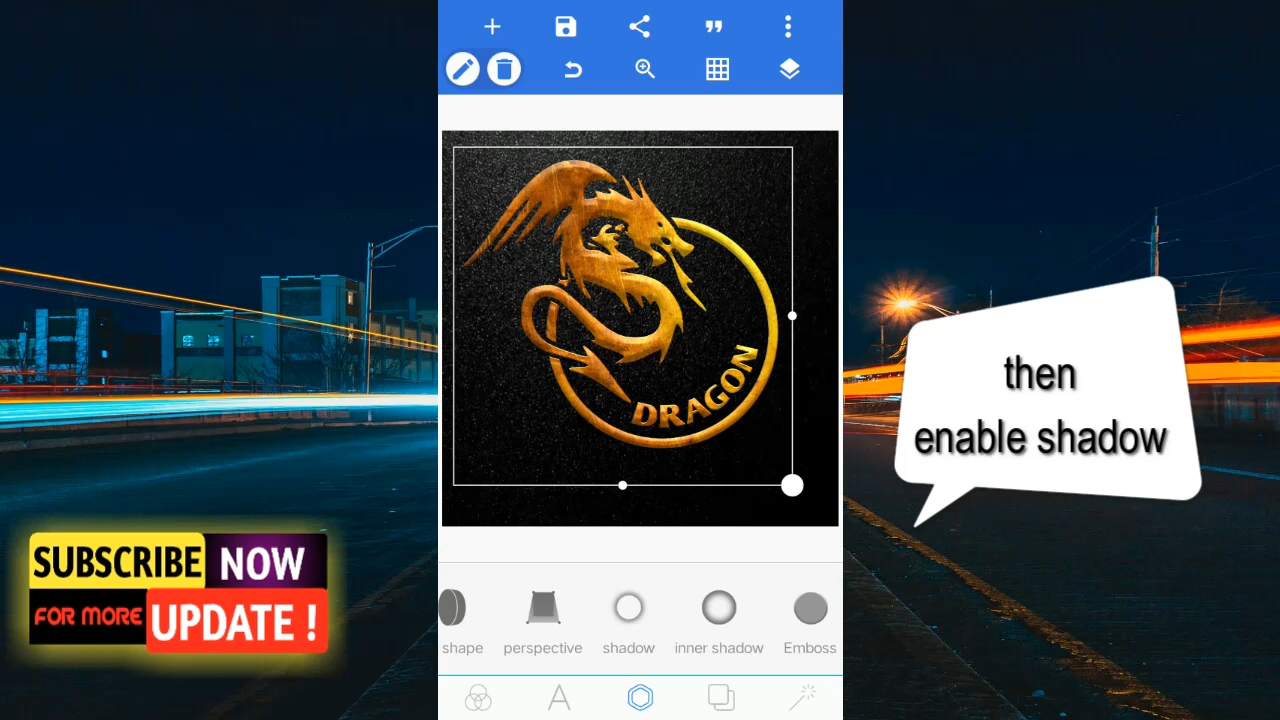 DRAGON
then
enable shadow
SUBSCRIBE NOW
FOR MORE UPDATE !
shape perspective shadow inner shadow Emboss